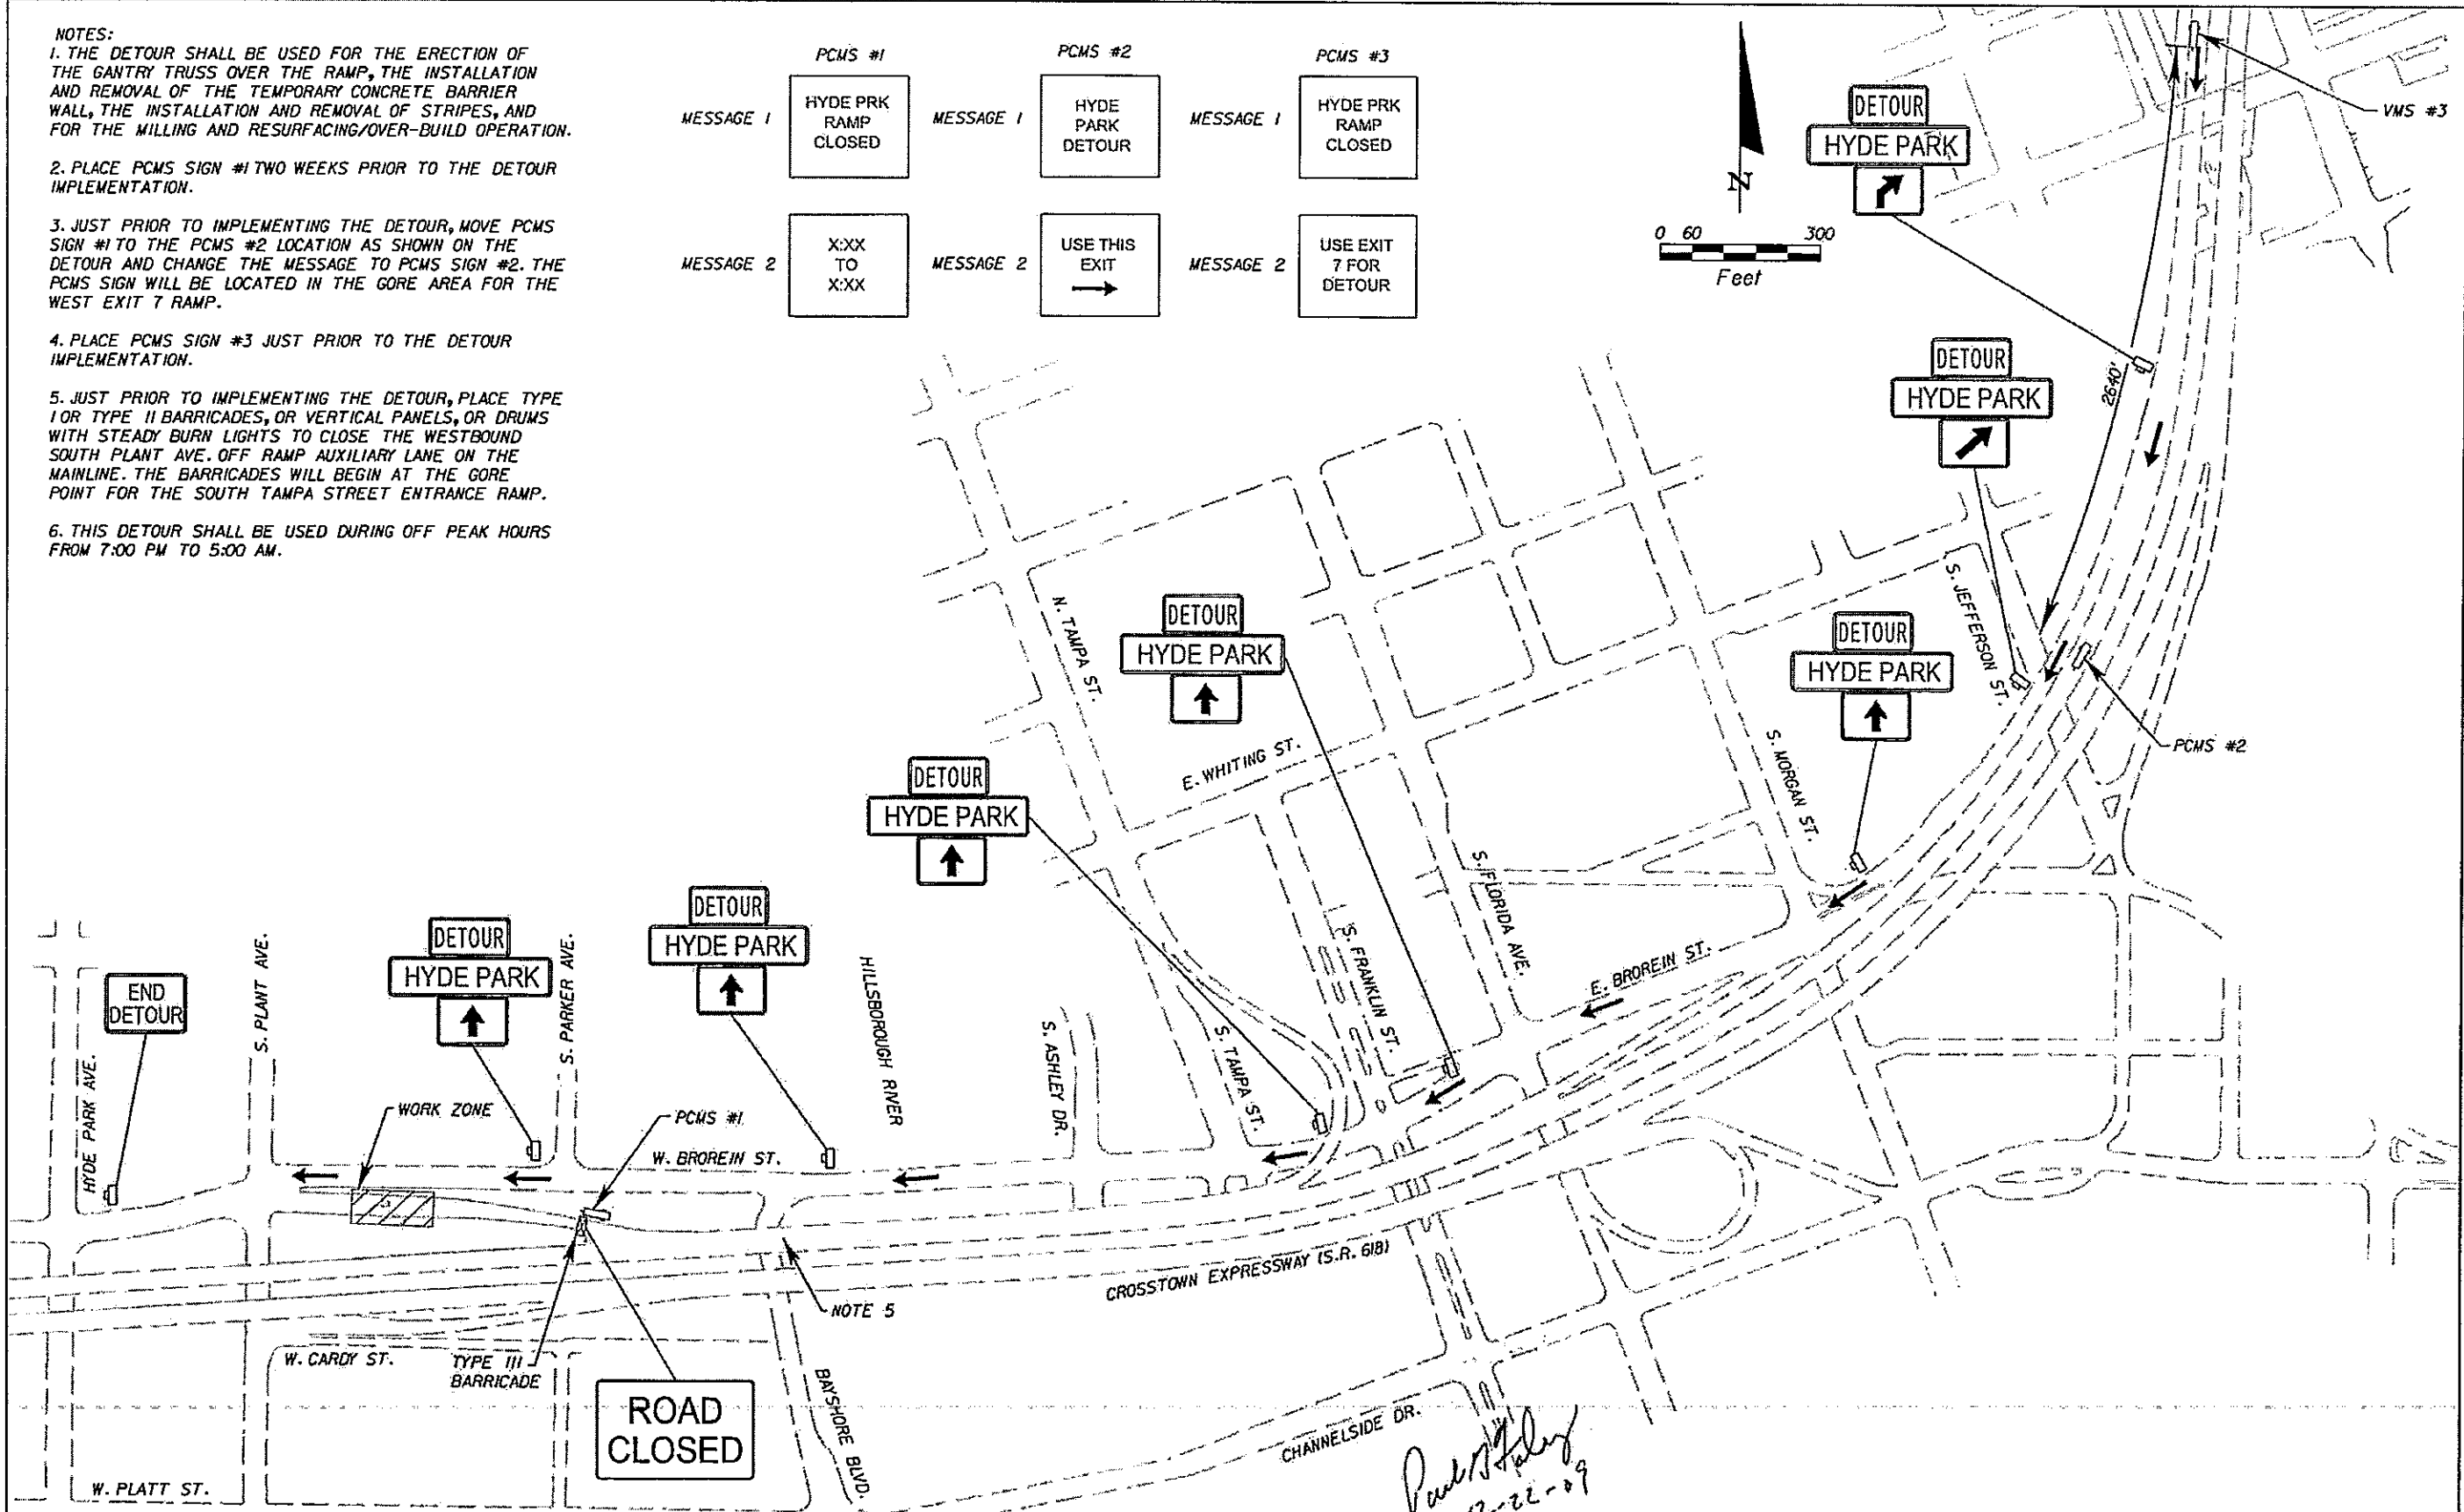 NOTES:
1. THE DETOUR SHALL BE USED FOR THE ERECTION OF
THE GANTRY TRUSS OVER THE RAMP, THE INSTALLATION
AND REMOVAL OF THE TEMPORARY CONCRETE BARRIER
WALL, THE INSTALLATION AND REMOVAL OF STRIPES, AND
FOR THE MILLING AND RESURFACING/OVER-BUILD OPERATION.
2. PLACE PCMS SIGN #1 TWO WEEKS PRIOR TO THE DETOUR
IMPLEMENTATION.
3. JUST PRIOR TO IMPLEMENTING THE DETOUR, MOVE PCMS
SIGN #1 TO THE PCMS #2 LOCATION AS SHOWN ON THE
DETOUR AND CHANGE THE MESSAGE TO PCMS SIGN #2. THE
PCMS SIGN WILL BE LOCATED IN THE GORE AREA FOR THE
WEST EXIT 7 RAMP.
4. PLACE PCMS SIGN #3 JUST PRIOR TO THE DETOUR
IMPLEMENTATION.
5. JUST PRIOR TO IMPLEMENTING THE DETOUR, PLACE TYPE
I OR TYPE II BARRICADES, OR VERTICAL PANELS, OR DRUMS
WITH STEADY BURN LIGHTS TO CLOSE THE WESTBOUND
SOUTH PLANT AVE. OFF RAMP AUXILIARY LANE ON THE
MAINLINE. THE BARRICADES WILL BEGIN AT THE GORE
POINT FOR THE SOUTH TAMPA STREET ENTRANCE RAMP.
6. THIS DETOUR SHALL BE USED DURING OFF PEAK HOURS
FROM 7:00 PM TO 5:00 AM.
PCMS #1
MESSAGE 1
HYDE PRK
RAMP
CLOSED
MESSAGE 2
X:XX
TO
X:XX
PCMS #2
MESSAGE 1
HYDE
PARK
DETOUR
MESSAGE 2
USE THIS
EXIT
PCMS #3
MESSAGE 1
HYDE PRK
RAMP
CLOSED
MESSAGE 2
USE EXIT
7 FOR
DETOUR
N
0 60 300
Feet
DETOUR
HYDE PARK
VMS #3
2640'
DETOUR
HYDE PARK
S. JEFFERSON ST.
DETOUR
HYDE PARK
PCMS #2
S. MORGAN ST.
DETOUR
HYDE PARK
N. TAMPA ST.
E. WHITING ST.
DETOUR
HYDE PARK
S. FLORIDA AVE.
S. FRANKLIN ST.
E. BROREIN ST.
S. TAMPA ST.
S. ASHLEY DR.
HILLSBOROUGH RIVER
DETOUR
HYDE PARK
DETOUR
HYDE PARK
S. PARKER AVE.
S. PLANT AVE.
END
DETOUR
HYDE PARK AVE.
WORK ZONE
PCMS #1
W. BROREIN ST.
NOTE 5
CROSSTOWN EXPRESSWAY (S.R. 618)
W. CARDY ST.
TYPE III
BARRICADE
ROAD
CLOSED
BAYSHORE BLVD.
CHANNELSIDE DR.
W. PLATT ST.